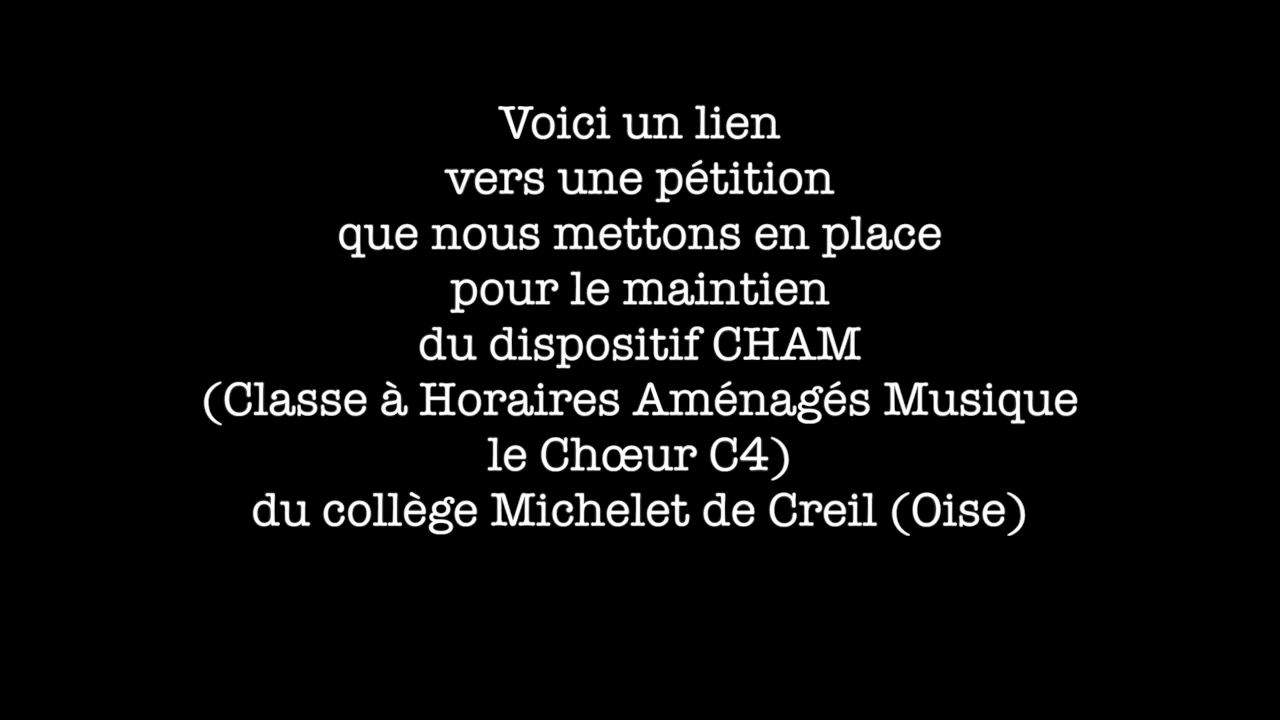 Voici un lien
vers une pétition
que nous mettons en place
pour le maintien
du dispositif CHAM
(Classe à Horaires Aménagés Musique
le Chœur C4)
du collège Michelet de Creil (Oise)